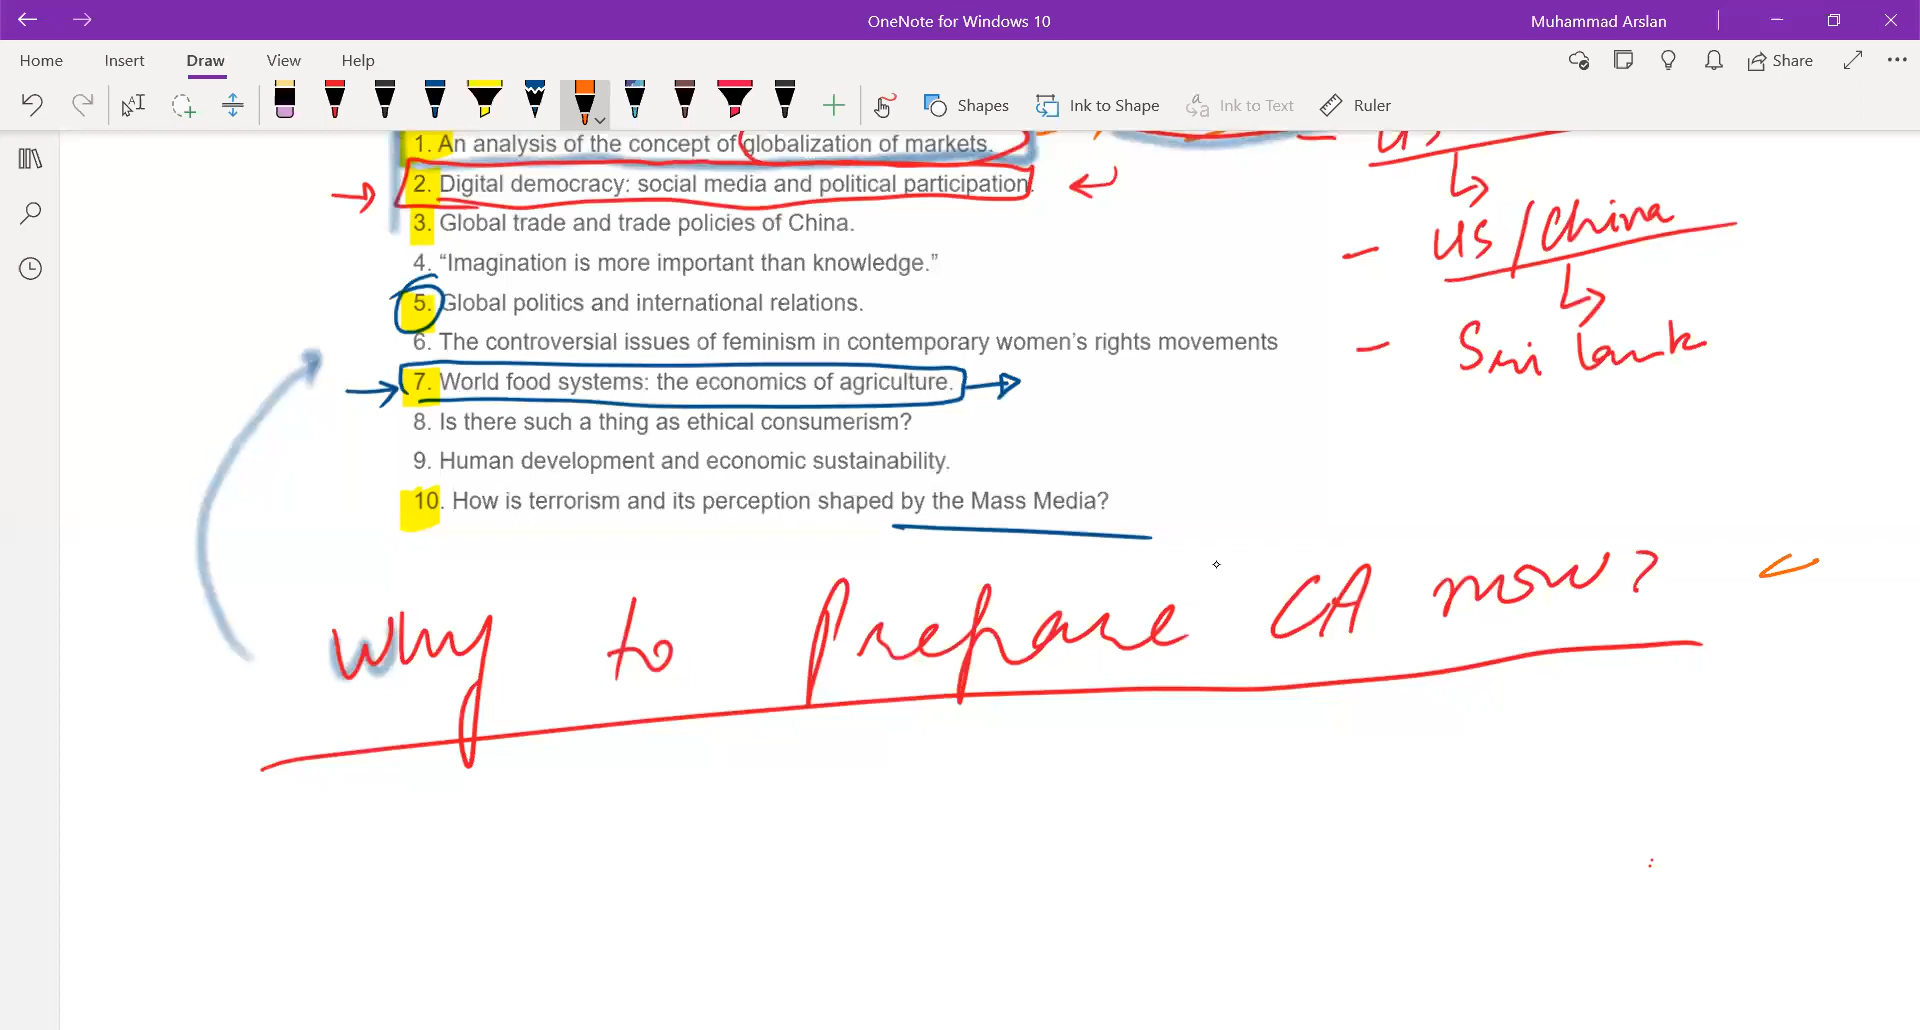 OneNote for Windows 10
Muhammad Arslan
Home Insert Draw View Help
Share
Shapes Ink to Shape Ink to Text Ruler
1. An analysis of the concept of globalization of markets.
2. Digital democracy: social media and political participation.
3. Global trade and trade policies of China.
4. “Imagination is more important than knowledge.”
5. Global politics and international relations.
6. The controversial issues of feminism in contemporary women’s rights movements
7. World food systems: the economics of agriculture.
8. Is there such a thing as ethical consumerism?
9. Human development and economic sustainability.
10. How is terrorism and its perception shaped by the Mass Media?
- US
- US/China
- Sri Lank
Why to Prepare CA now?